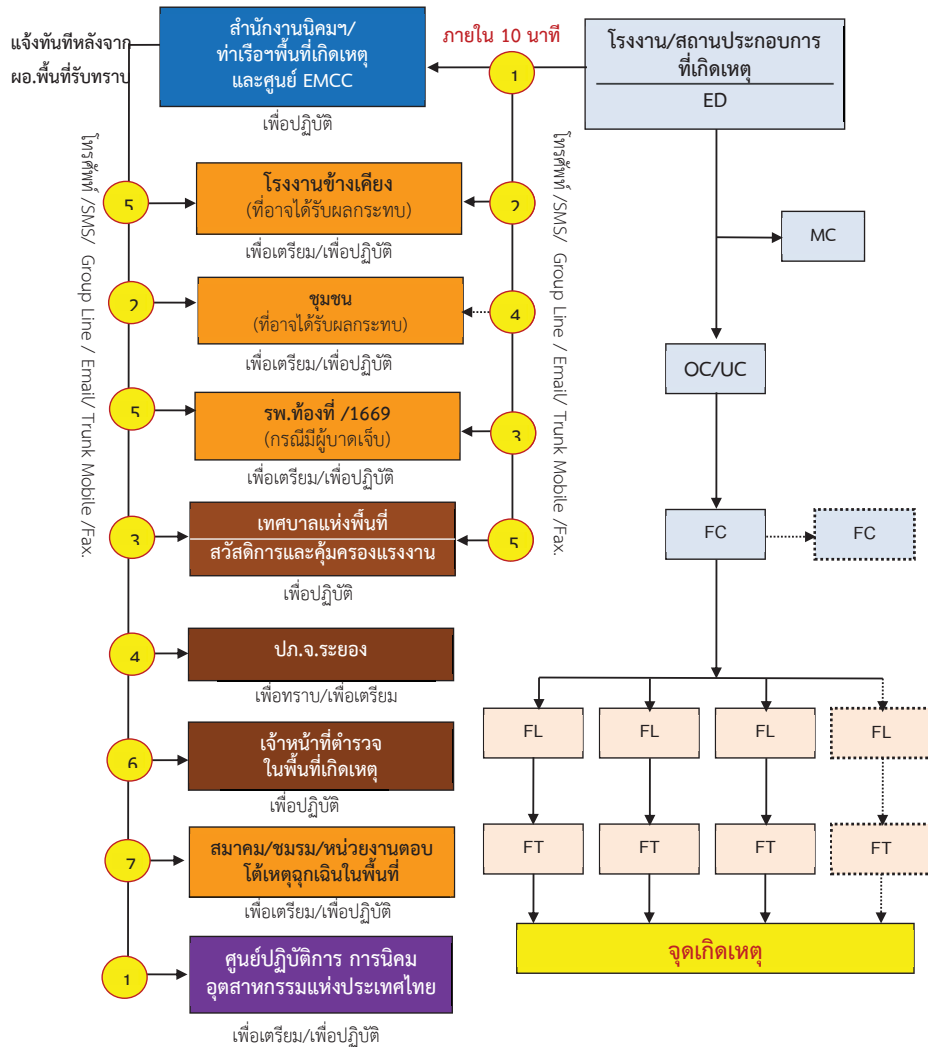 แจ้งทันทีหลังจาก
ผอ.พื้นที่รับทราบ
สำนักงานนิคมฯ/
ท่าเรือฯพื้นที่เกิดเหตุ
และศูนย์ EMCC
เพื่อปฏิบัติ
ภายใน 10 นาที
1
โรงงาน/สถานประกอบการ
ที่เกิดเหตุ
ED
โทรศัพท์ /SMS/ Group Line / Email/ Trunk Mobile /Fax.
5
โรงงานข้างเคียง
(ที่อาจได้รับผลกระทบ)
2
เพื่อเตรียม/เพื่อปฏิบัติ
โทรศัพท์ /SMS/ Group Line / Email/ Trunk Mobile /Fax.
MC
2
ชุมชน
(ที่อาจได้รับผลกระทบ)
4
เพื่อเตรียม/เพื่อปฏิบัติ
OC/UC
5
รพ.ท้องที่ /1669
(กรณีมีผู้บาดเจ็บ)
3
เพื่อเตรียม/เพื่อปฏิบัติ
3
เทศบาลแห่งพื้นที่
สวัสดิการและคุ้มครองแรงงาน
5
เพื่อปฏิบัติ
FC
FC
4
ปภ.จ.ระยอง
เพื่อทราบ/เพื่อเตรียม
6
เจ้าหน้าที่ตำรวจ
ในพื้นที่เกิดเหตุ
เพื่อปฏิบัติ
FL
FL
FL
FL
7
สมาคม/ชมรม/หน่วยงานตอบ
โต้เหตุฉุกเฉินในพื้นที่
เพื่อเตรียม/เพื่อปฏิบัติ
FT
FT
FT
FT
จุดเกิดเหตุ
1
ศูนย์ปฏิบัติการ การนิคม
อุตสาหกรรมแห่งประเทศไทย
เพื่อเตรียม/เพื่อปฏิบัติ